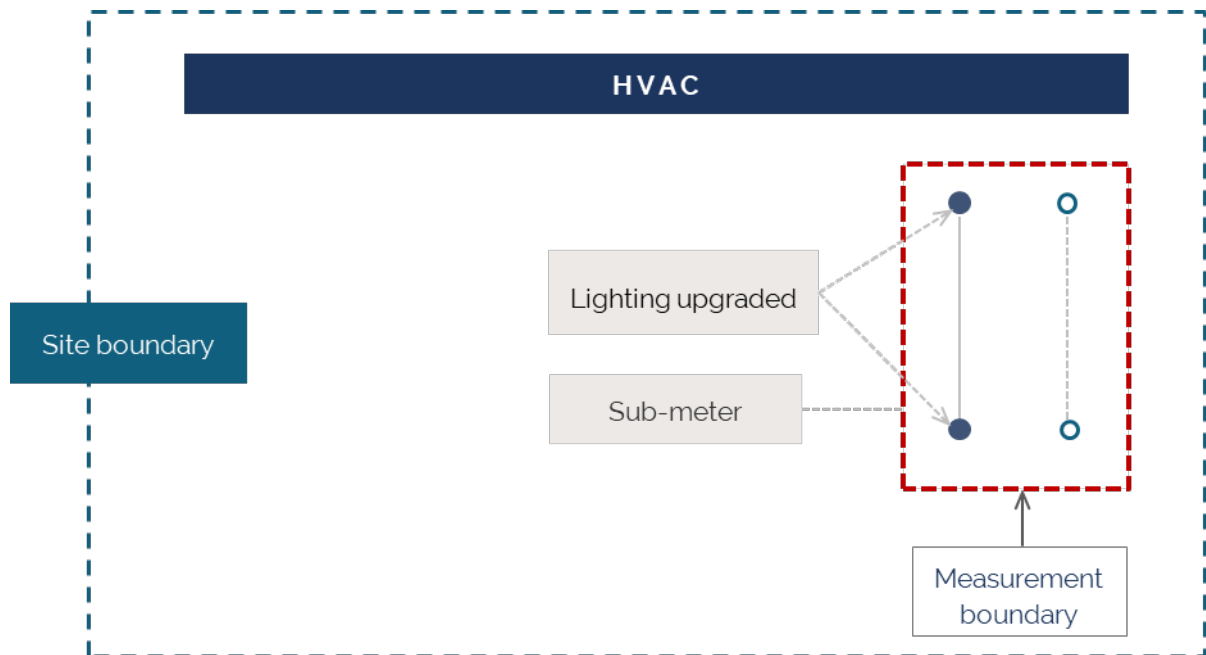 HVAC
Lighting upgraded
Site boundary
Sub-meter
Measurement
boundary